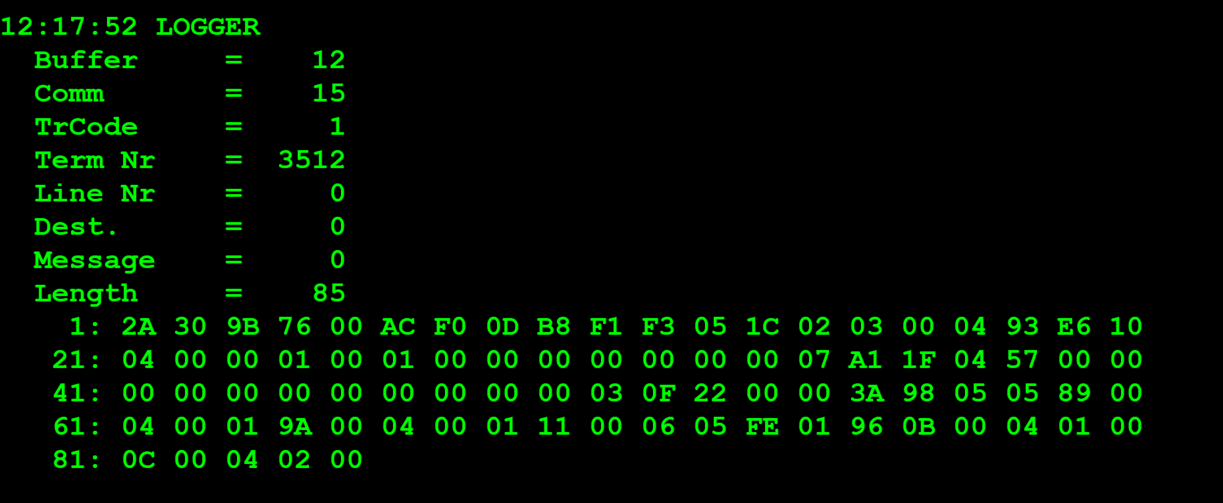 12:17:52 LOGGER
Buffer = 12
Comm = 15
TrCode = 1
Term Nr = 3512
Line Nr = 0
Dest. = 0
Message = 0
Length = 85
1: 2A 30 9B 76 00 AC F0 0D B8 F1 F3 05 1C 02 03 00 04 93 E6 10
21: 04 00 00 01 00 01 00 00 00 00 00 00 00 07 A1 1F 04 57 00 00
41: 00 00 00 00 00 00 00 00 00 03 0F 22 00 00 3A 98 05 05 89 00
61: 04 00 01 9A 00 04 00 01 11 00 06 05 FE 01 96 0B 00 04 01 00
81: 0C 00 04 02 00